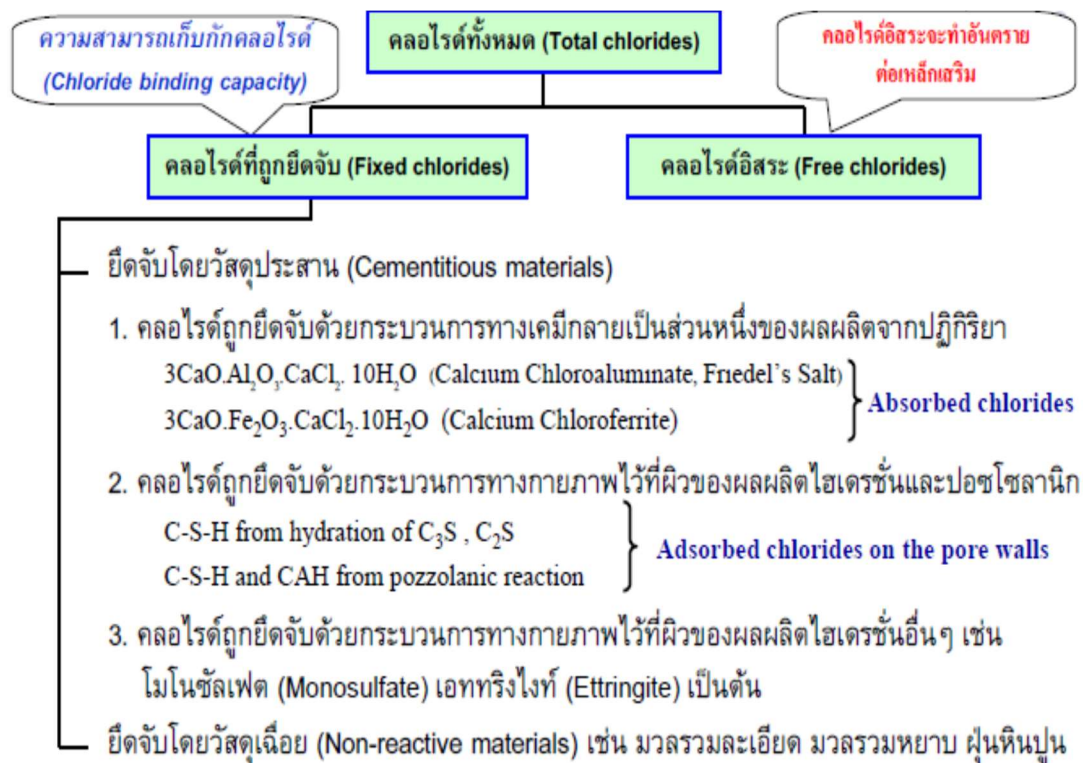 ความสามารถเก็บกักคลอไรด์
(Chloride binding capacity)
คลอไรด์ทั้งหมด (Total chlorides)
คลอไรด์อิสระจะทำอันตราย
ต่อเหล็กเสริม
คลอไรด์ที่ถูกยึดจับ (Fixed chlorides)
คลอไรด์อิสระ (Free chlorides)
ยึดจับโดยวัสดุประสาน (Cementitious materials)
1. คลอไรด์ถูกยึดจับด้วยกระบวนการทางเคมีกลายเป็นส่วนหนึ่งของผลผลิตจากปฏิกิริยา
3CaO.Al₂O₃.CaCl₂. 10H₂O (Calcium Chloroaluminate, Friedel's Salt)
3CaO.Fe₂O₃.CaCl₂.10H₂O (Calcium Chloroferrite)
Absorbed chlorides
2. คลอไรด์ถูกยึดจับด้วยกระบวนการทางกายภาพไว้ที่ผิวของผลผลิตไฮเดรชั่นและปอซโซลานิก
C-S-H from hydration of C₃S , C₂S
C-S-H and CAH from pozzolanic reaction
Adsorbed chlorides on the pore walls
3. คลอไรด์ถูกยึดจับด้วยกระบวนการทางกายภาพไว้ที่ผิวของผลผลิตไฮเดรชั่นอื่นๆ เช่น
โมโนซัลเฟต (Monosulfate) เอททริงไงท์ (Ettringite) เป็นต้น
ยึดจับโดยวัสดุเฉื่อย (Non-reactive materials) เช่น มวลรวมละเอียด มวลรวมหยาบ ฝุ่นหินปูน